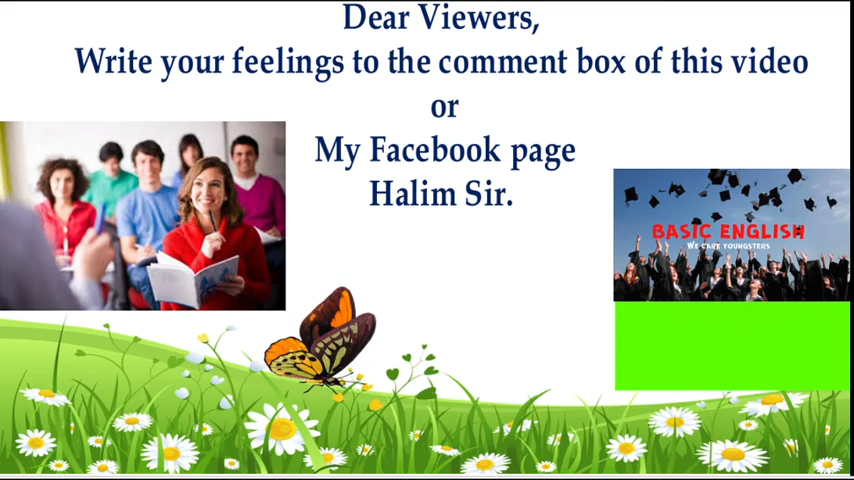 Dear Viewers,
Write your feelings to the comment box of this video
or
My Facebook page
Halim Sir.
BASIC ENGLISH
WE CARE YOUNGSTERS